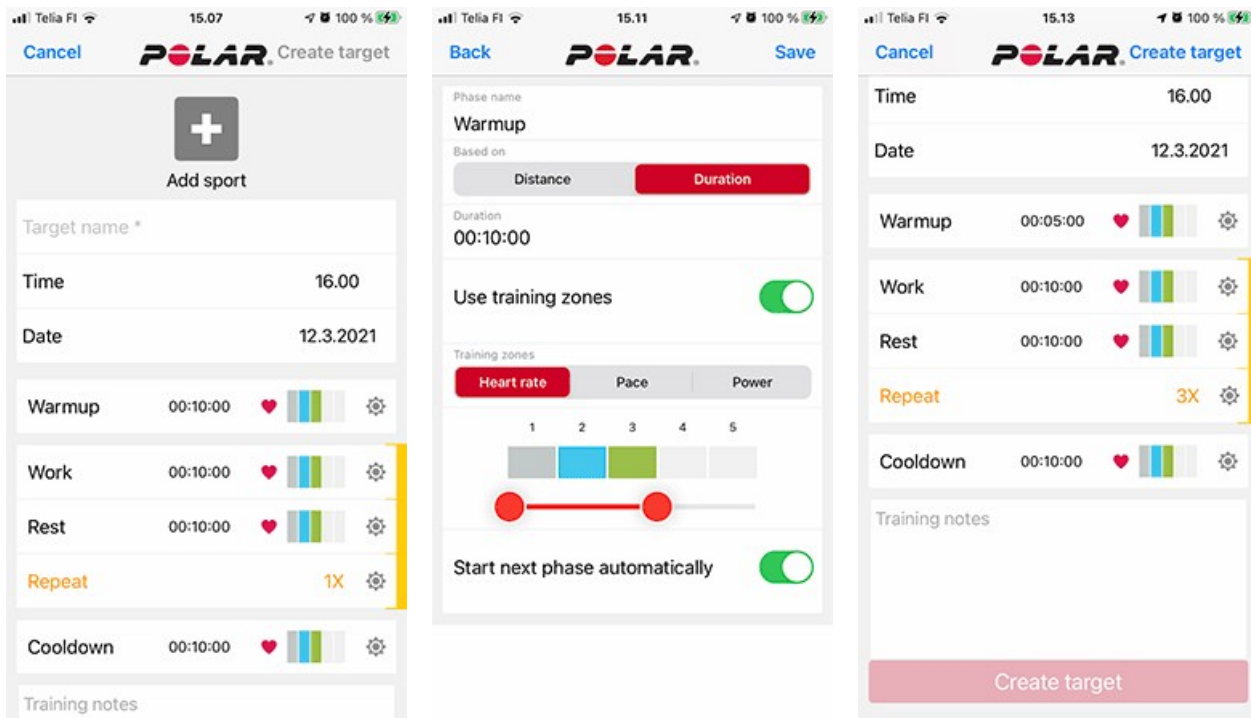 Telia FI 15.07 100 %
Cancel POLAR. Create target
Add sport
Target name *
Time 16.00
Date 12.3.2021
Warmup 00:10:00
Work 00:10:00
Rest 00:10:00
Repeat 1X
Cooldown 00:10:00
Training notes
Telia FI 15.11 100 %
Back POLAR. Save
Phase name
Warmup
Based on
Distance Duration
Duration
00:10:00
Use training zones
Training zones
Heart rate Pace Power
1 2 3 4 5
Start next phase automatically
Telia FI 15.13 100 %
Cancel POLAR. Create target
Time 16.00
Date 12.3.2021
Warmup 00:05:00
Work 00:10:00
Rest 00:10:00
Repeat 3X
Cooldown 00:10:00
Training notes
Create target